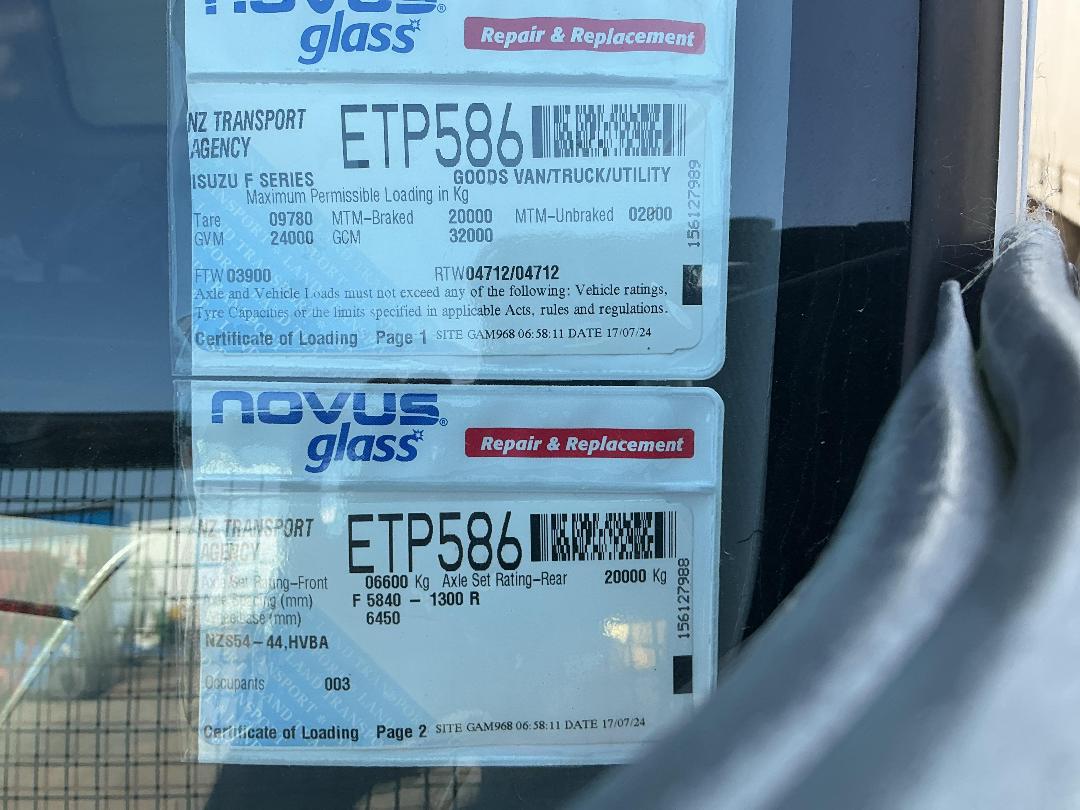 novus®
glass
Repair & Replacement
NZ TRANSPORT
AGENCY
ETP586
ISUZU F SERIES
GOODS VAN/TRUCK/UTILITY
Maximum Permissible Loading in Kg
Tare 09780 MTM-Braked 20000 MTM-Unbraked 02000
GVM 24000 GCM 32000
156127989
FTW 03900 RTW 04712/04712
Axle and Vehicle Loads must not exceed any of the following: Vehicle ratings,
Tyre Capacities or the limits specified in applicable Acts, rules and regulations.
Certificate of Loading Page 1 SITE GAM968 06:58:11 DATE 17/07/24
novus®
glass
Repair & Replacement
NZ TRANSPORT
AGENCY
ETP586
Axle Set Rating-Front 06600 Kg Axle Set Rating-Rear 20000 Kg
(mm) F 5840 - 1300 R
(mm) 6450
156127988
NZS54-44,HVBA
Occupants 003
Certificate of Loading Page 2 SITE GAM968 06:58:11 DATE 17/07/24